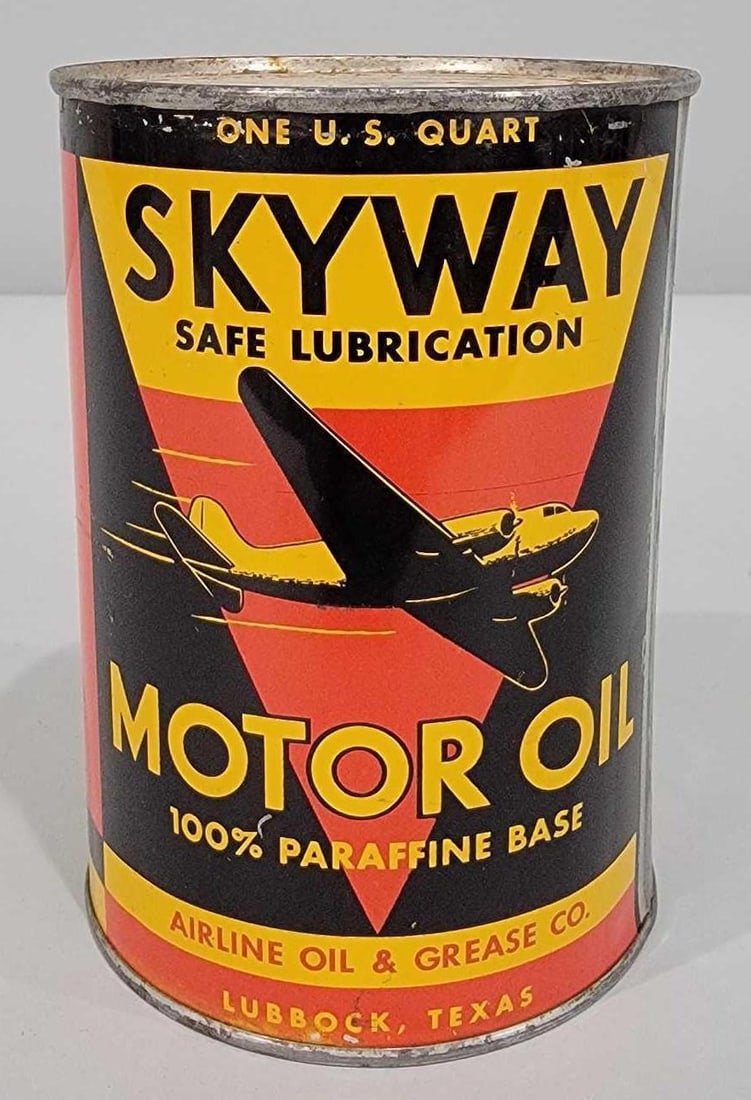 ONE U. S. QUART
SKYWAY
SAFE LUBRICATION
MOTOR OIL
100% PARAFFINE BASE
AIRLINE OIL & GREASE CO.
LUBBOCK, TEXAS